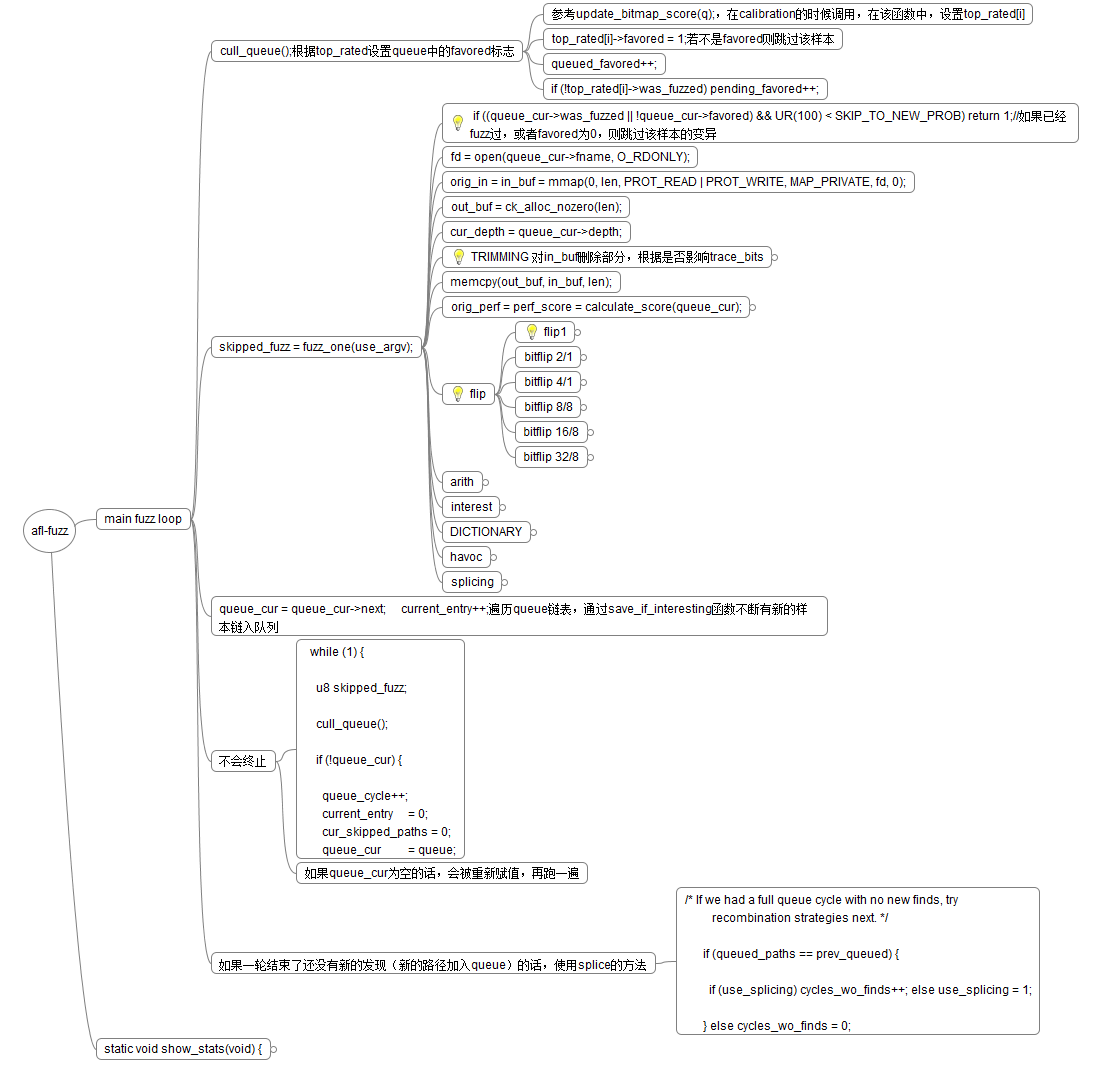 参考update_bitmap_score(q);，在calibration的时候调用，在该函数中，设置top_rated[i]
cull_queue();根据top_rated设置queue中的favored标志
top_rated[i]->favored = 1;若不是favored则跳过该样本
queued_favored++;
if (!top_rated[i]->was_fuzzed) pending_favored++;
if ((queue_cur->was_fuzzed || !queue_cur->favored) && UR(100) < SKIP_TO_NEW_PROB) return 1;//如果已经
fuzz过，或者favored为0，则跳过该样本的变异
fd = open(queue_cur->fname, O_RDONLY);
orig_in = in_buf = mmap(0, len, PROT_READ | PROT_WRITE, MAP_PRIVATE, fd, 0);
out_buf = ck_alloc_nozero(len);
cur_depth = queue_cur->depth;
TRIMMING 对in_buf删除部分，根据是否影响trace_bits
memcpy(out_buf, in_buf, len);
orig_perf = perf_score = calculate_score(queue_cur);
skipped_fuzz = fuzz_one(use_argv);
flip1
bitflip 2/1
bitflip 4/1
flip
bitflip 8/8
bitflip 16/8
bitflip 32/8
arith
interest
DICTIONARY
havoc
splicing
afl-fuzz
main fuzz loop
queue_cur = queue_cur->next; current_entry++;遍历queue链表，通过save_if_interesting函数不断有新的样
本链入队列
while (1) {
u8 skipped_fuzz;
cull_queue();
if (!queue_cur) {
queue_cycle++;
current_entry = 0;
cur_skipped_paths = 0;
queue_cur = queue;
不会终止
如果queue_cur为空的话，会被重新赋值，再跑一遍
/* If we had a full queue cycle with no new finds, try
recombination strategies next. */
if (queued_paths == prev_queued) {
if (use_splicing) cycles_wo_finds++; else use_splicing = 1;
} else cycles_wo_finds = 0;
如果一轮结束了还没有新的发现（新的路径加入queue）的话，使用splice的方法
static void show_stats(void) {